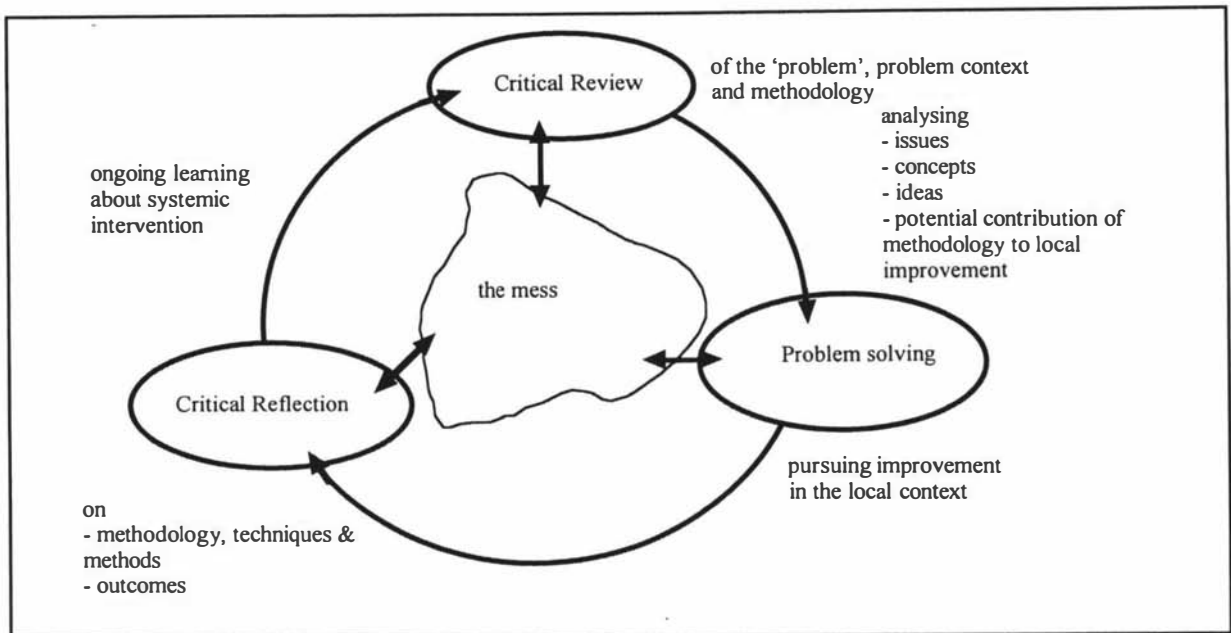 Critical Review
of the ‘problem’, problem context
and methodology
analysing
- issues
- concepts
- ideas
- potential contribution of
methodology to local
improvement
ongoing learning
about systemic
intervention
the mess
Problem solving
Critical Reflection
pursuing improvement
in the local context
on
- methodology, techniques &
methods
- outcomes